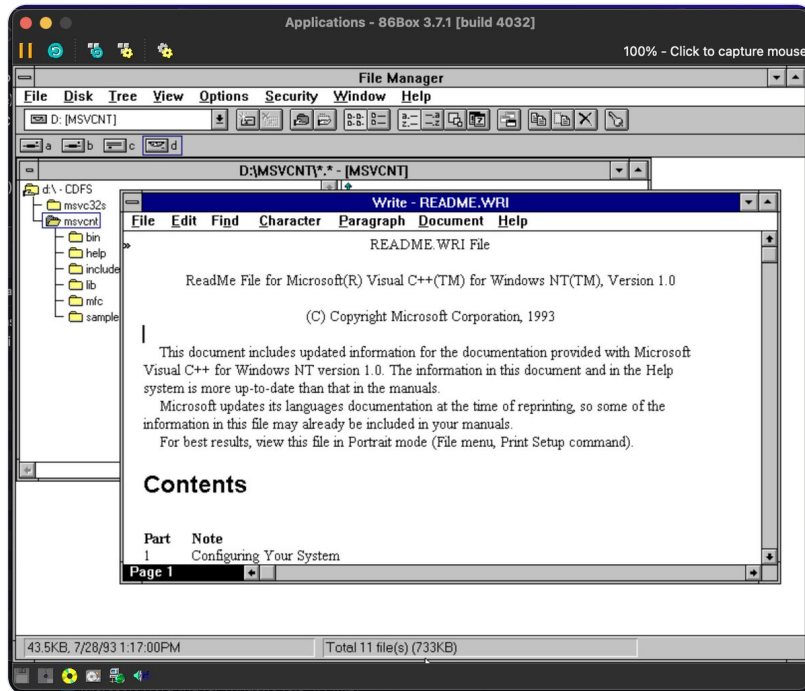 Applications - 86Box 3.7.1 [build 4032]
100% - Click to capture mouse
File Manager
File Disk Tree View Options Security Window Help
D: [MSVCNT]
a b c d
D:\MSVCNT\*.* - [MSVCNT]
d:\ - CDFS
msvc32s
msvcnt
bin
help
include
lib
mfc
sample
Write - README.WRI
File Edit Find Character Paragraph Document Help
README.WRI File
ReadMe File for Microsoft(R) Visual C++(TM) for Windows NT(TM), Version 1.0
(C) Copyright Microsoft Corporation, 1993
This document includes updated information for the documentation provided with Microsoft
Visual C++ for Windows NT version 1.0. The information in this document and in the Help
system is more up-to-date than that in the manuals.
Microsoft updates its languages documentation at the time of reprinting, so some of the
information in this file may already be included in your manuals.
For best results, view this file in Portrait mode (File menu, Print Setup command).
Contents
Part Note
1 Configuring Your System
Page 1
43.5KB, 7/28/93 1:17:00PM
Total 11 file(s) (733KB)